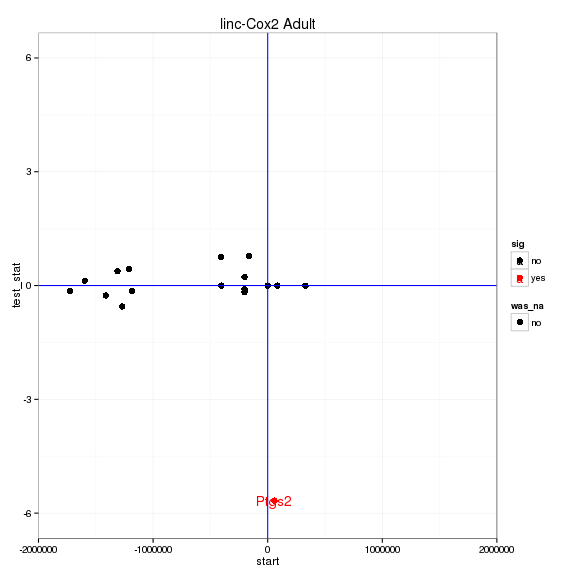 linc-Cox2 Adult
6
3
0
-3
-6
test_stat
Ptgs2
-2000000 -1000000 0 1000000 2000000
start
sig
no
yes
was_na
no